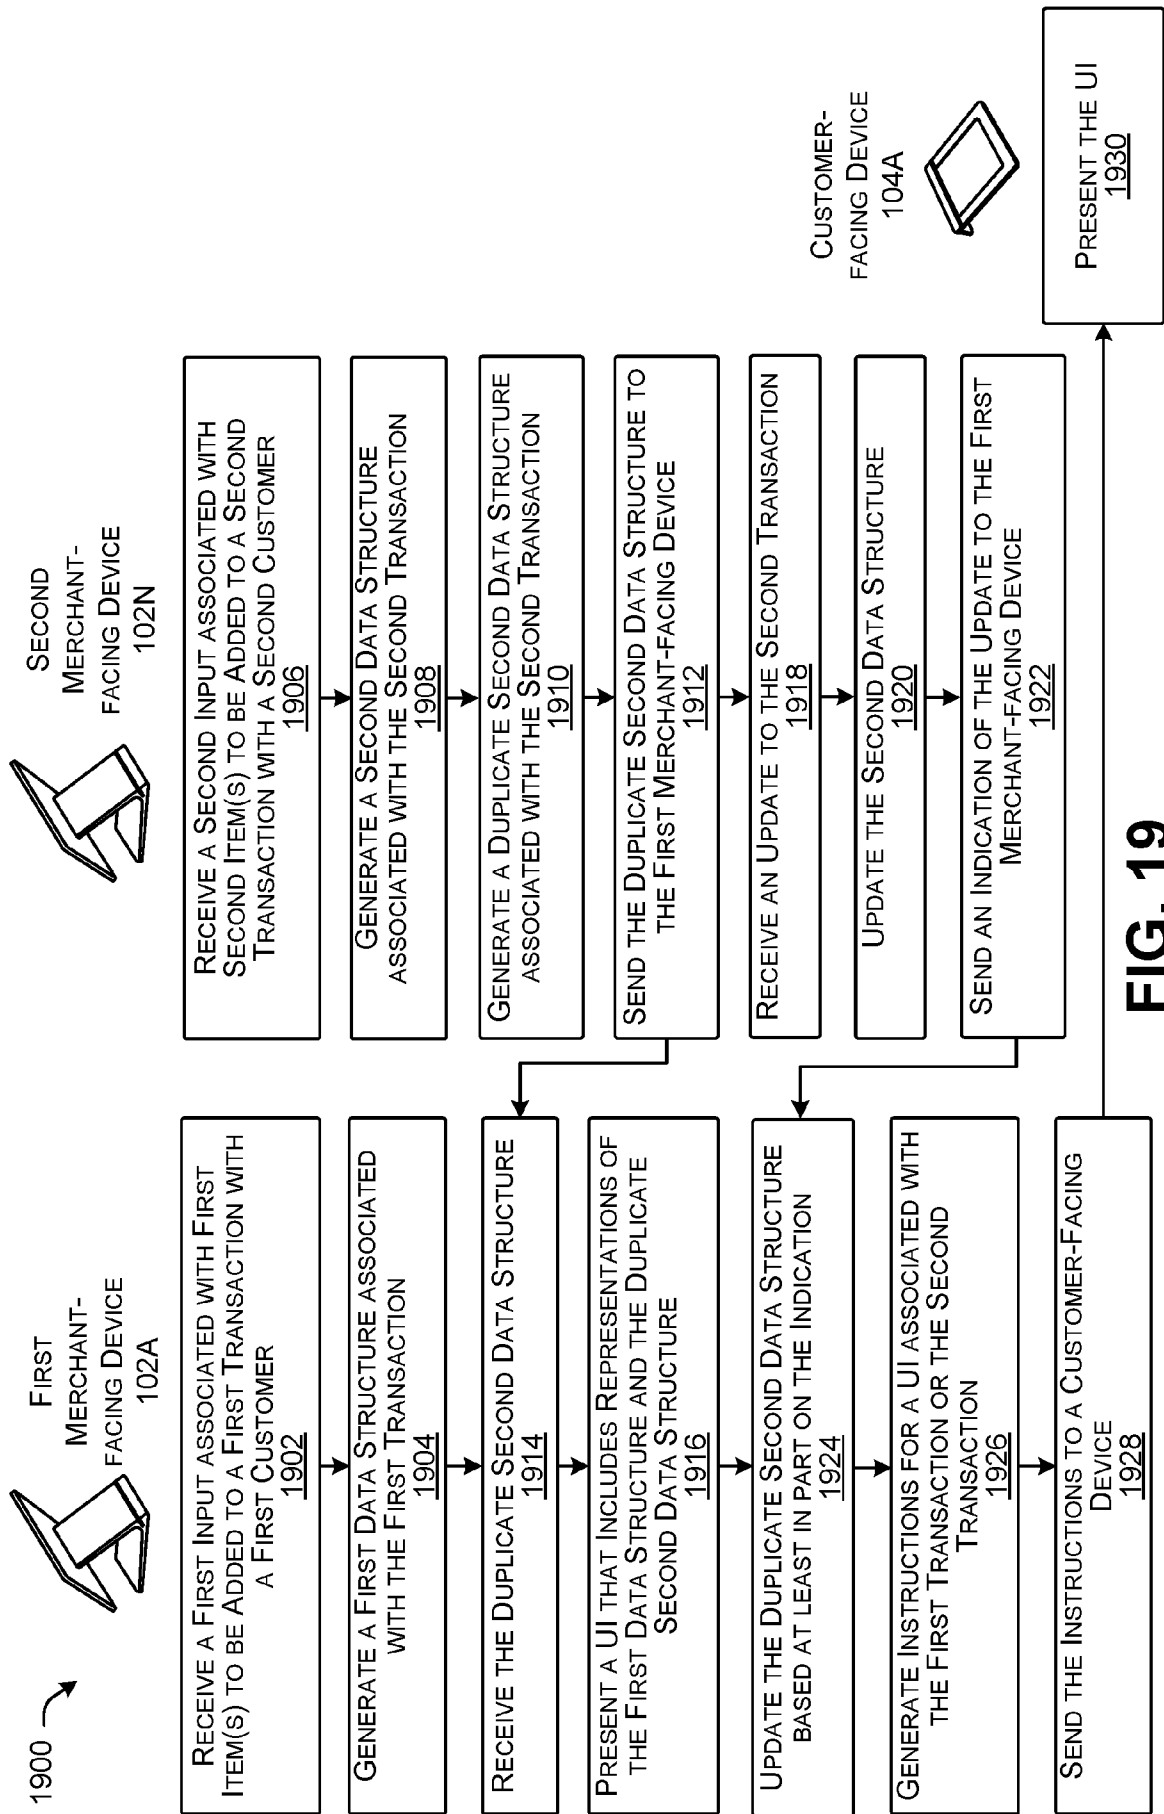 1900
FIRST
MERCHANT-
FACING DEVICE
102A
RECEIVE A FIRST INPUT ASSOCIATED WITH FIRST
ITEM(S) TO BE ADDED TO A FIRST TRANSACTION WITH
A FIRST CUSTOMER
1902
GENERATE A FIRST DATA STRUCTURE ASSOCIATED
WITH THE FIRST TRANSACTION
1904
RECEIVE THE DUPLICATE SECOND DATA STRUCTURE
1914
PRESENT A UI THAT INCLUDES REPRESENTATIONS OF
THE FIRST DATA STRUCTURE AND THE DUPLICATE
SECOND DATA STRUCTURE
1916
UPDATE THE DUPLICATE SECOND DATA STRUCTURE
BASED AT LEAST IN PART ON THE INDICATION
1924
GENERATE INSTRUCTIONS FOR A UI ASSOCIATED WITH
THE FIRST TRANSACTION OR THE SECOND
TRANSACTION
1926
SEND THE INSTRUCTIONS TO A CUSTOMER-FACING
DEVICE
1928
SECOND
MERCHANT-
FACING DEVICE
102N
RECEIVE A SECOND INPUT ASSOCIATED WITH
SECOND ITEM(S) TO BE ADDED TO A SECOND
TRANSACTION WITH A SECOND CUSTOMER
1906
GENERATE A SECOND DATA STRUCTURE
ASSOCIATED WITH THE SECOND TRANSACTION
1908
GENERATE A DUPLICATE SECOND DATA STRUCTURE
ASSOCIATED WITH THE SECOND TRANSACTION
1910
SEND THE DUPLICATE SECOND DATA STRUCTURE TO
THE FIRST MERCHANT-FACING DEVICE
1912
RECEIVE AN UPDATE TO THE SECOND TRANSACTION
1918
UPDATE THE SECOND DATA STRUCTURE
1920
SEND AN INDICATION OF THE UPDATE TO THE FIRST
MERCHANT-FACING DEVICE
1922
CUSTOMER-
FACING DEVICE
104A
PRESENT THE UI
1930
FIG. 19